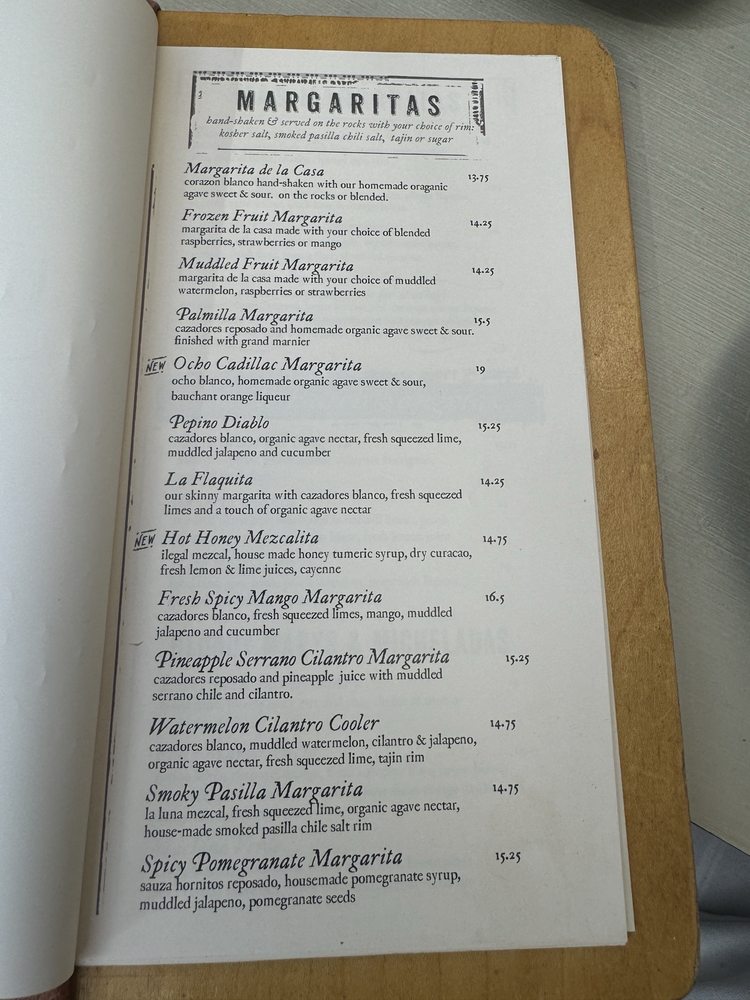 MARGARITAS
hand-shaken & served on the rocks with your choice of rim:
kosher salt, smoked pasilla chili salt, tajin or sugar
Margarita de la Casa 13.75
corazon blanco hand-shaken with our homemade oraganic
agave sweet & sour. on the rocks or blended.
Frozen Fruit Margarita 14.25
margarita de la casa made with your choice of blended
raspberries, strawberries or mango
Muddled Fruit Margarita 14.25
margarita de la casa made with your choice of muddled
watermelon, raspberries or strawberries
Palmilla Margarita 15.5
cazadores reposado and homemade organic agave sweet & sour.
finished with grand marnier
NEW Ocho Cadillac Margarita 19
ocho blanco, homemade organic agave sweet & sour,
bauchant orange liqueur
Pepino Diablo 15.25
cazadores blanco, organic agave nectar, fresh squeezed lime,
muddled jalapeno and cucumber
La Flaquita 14.25
our skinny margarita with cazadores blanco, fresh squeezed
limes and a touch of organic agave nectar
NEW Hot Honey Mezcalita 14.75
ilegal mezcal, house made honey tumeric syrup, dry curacao,
fresh lemon & lime juices, cayenne
Fresh Spicy Mango Margarita 16.5
cazadores blanco, fresh squeezed limes, mango, muddled
jalapeno and cucumber
Pineapple Serrano Cilantro Margarita 15.25
cazadores reposado and pineapple juice with muddled
serrano chile and cilantro.
Watermelon Cilantro Cooler 14.75
cazadores blanco, muddled watermelon, cilantro & jalapeno,
organic agave nectar, fresh squeezed lime, tajin rim
Smoky Pasilla Margarita 14.75
la luna mezcal, fresh squeezed lime, organic agave nectar,
house-made smoked pasilla chile salt rim
Spicy Pomegranate Margarita 15.25
sauza hornitos reposado, housemade pomegranate syrup,
muddled jalapeno, pomegranate seeds